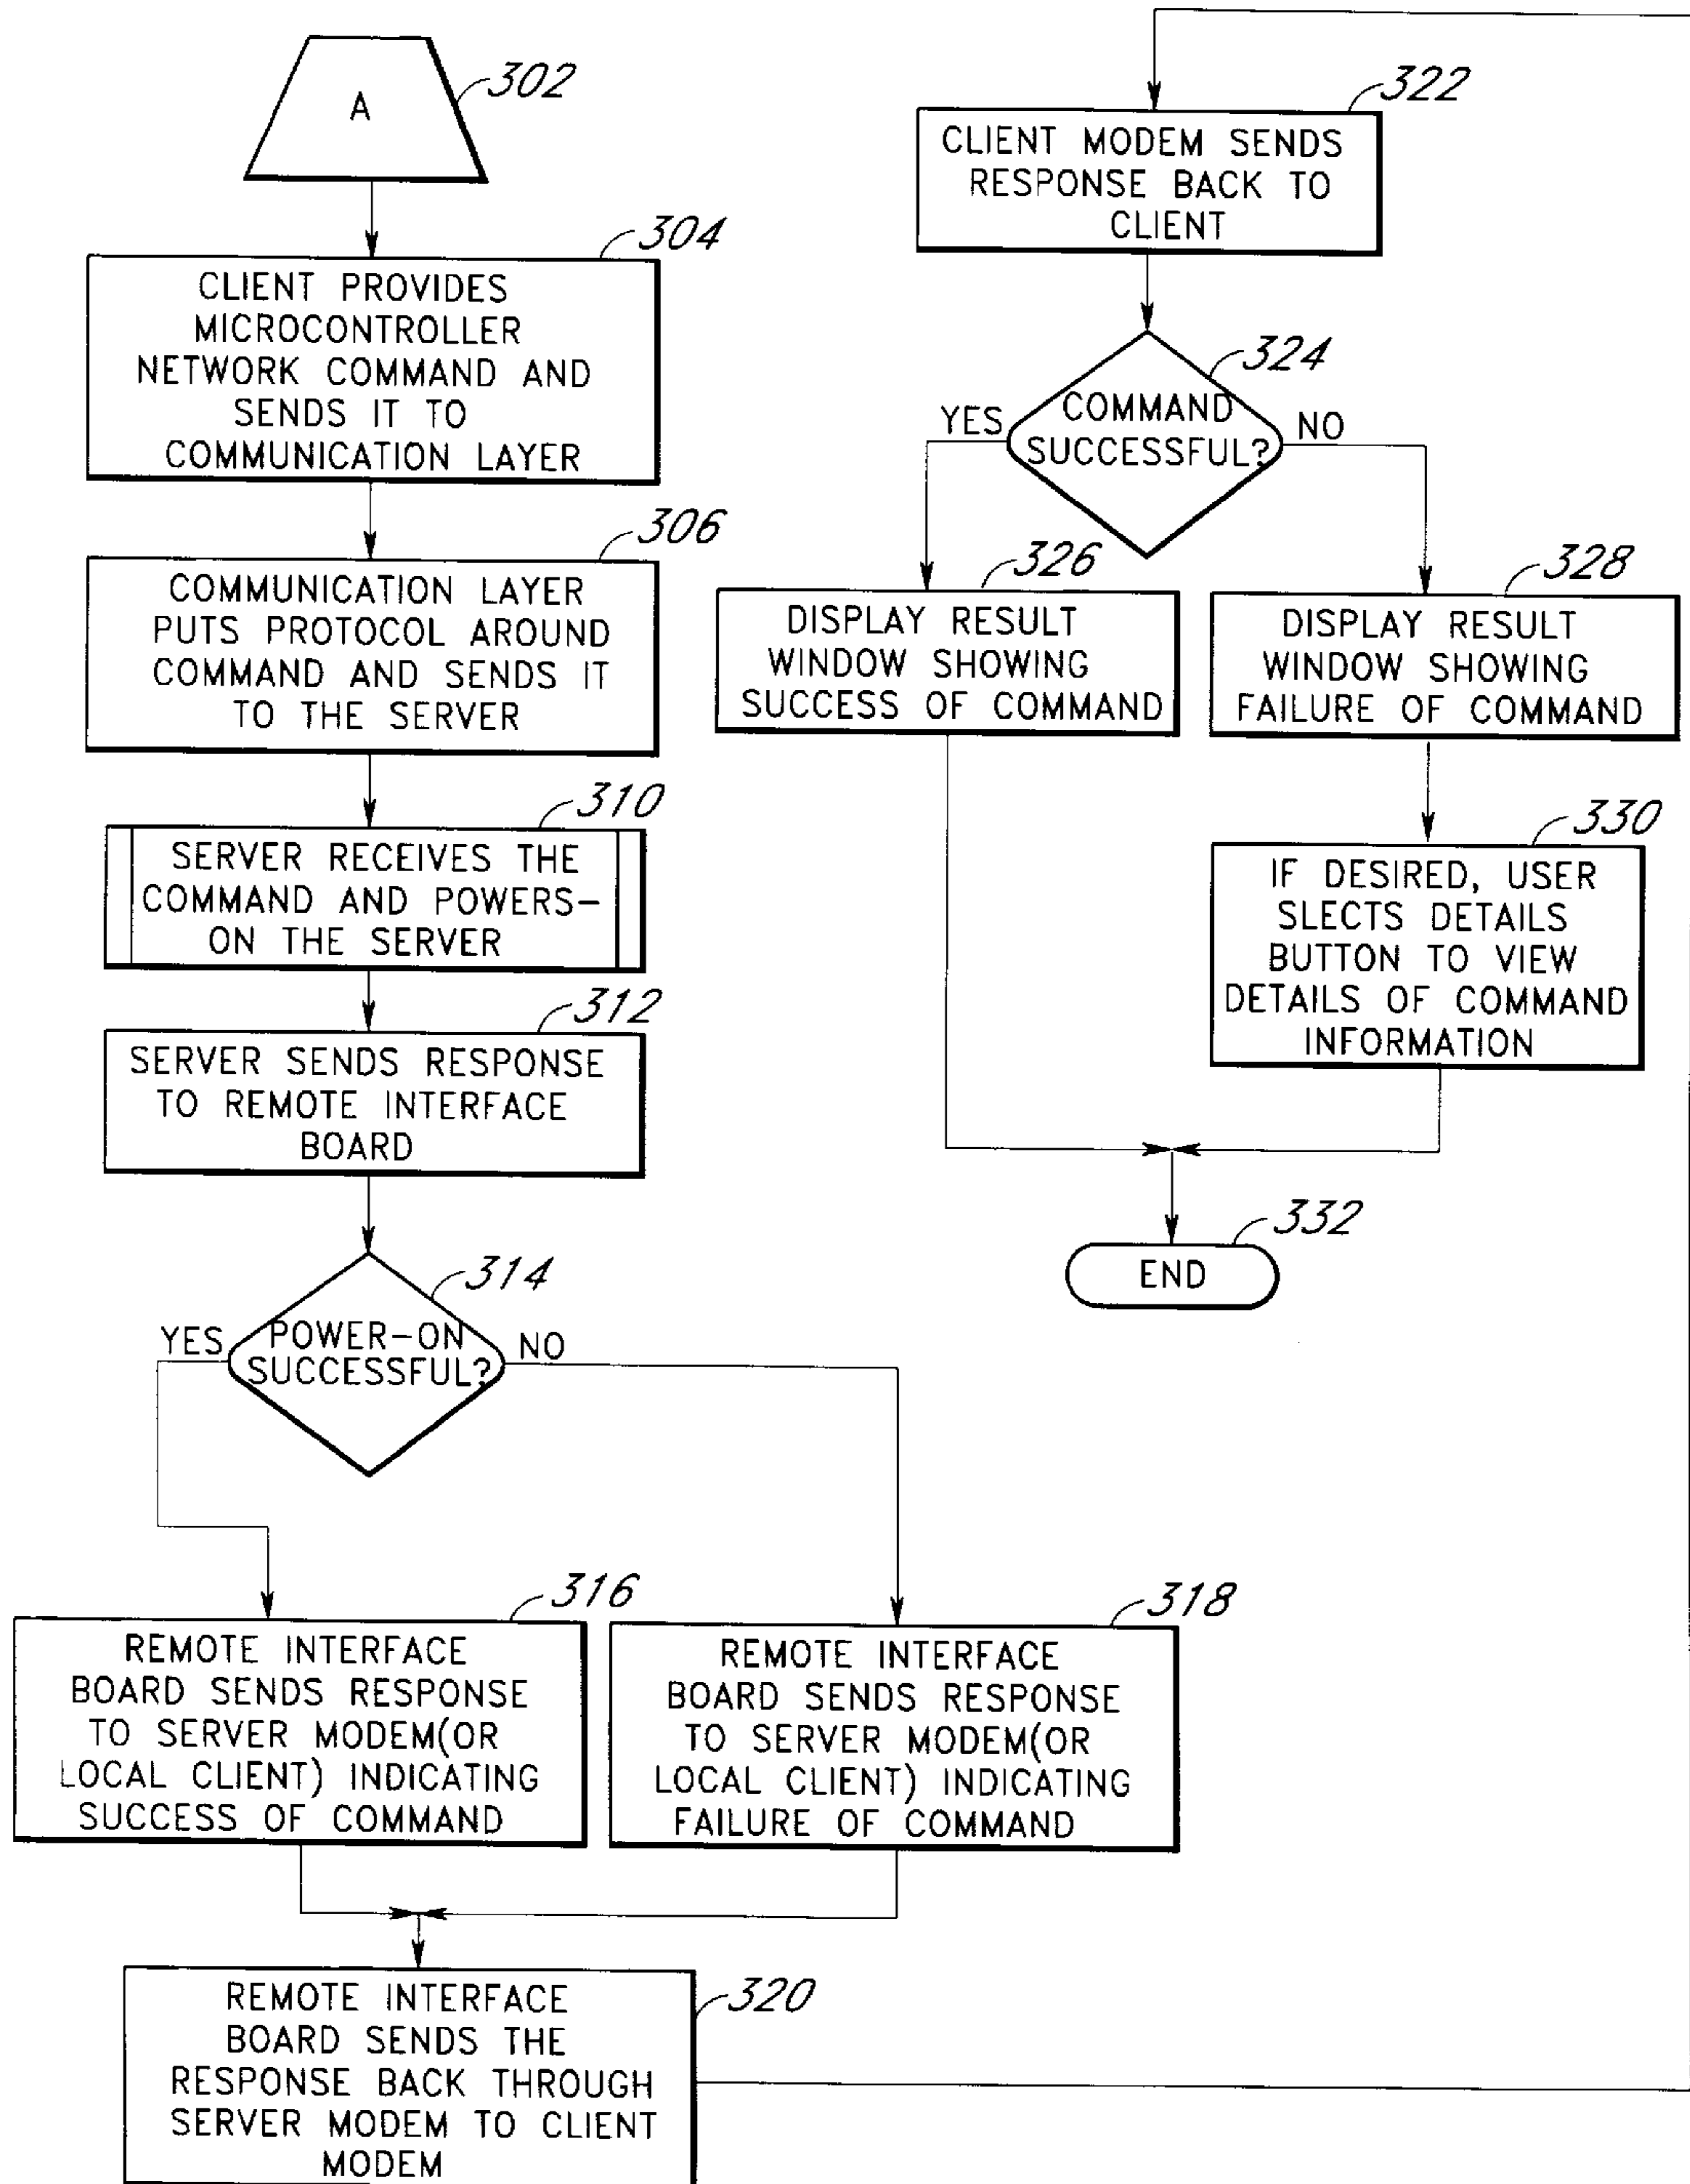 A
302
304
CLIENT PROVIDES
MICROCONTROLLER
NETWORK COMMAND AND
SENDS IT TO
COMMUNICATION LAYER
306
COMMUNICATION LAYER
PUTS PROTOCOL AROUND
COMMAND AND SENDS IT
TO THE SERVER
310
SERVER RECEIVES THE
COMMAND AND POWERS-
ON THE SERVER
312
SERVER SENDS RESPONSE
TO REMOTE INTERFACE
BOARD
314
YES
POWER-ON
SUCCESSFUL?
NO
316
REMOTE INTERFACE
BOARD SENDS RESPONSE
TO SERVER MODEM(OR
LOCAL CLIENT) INDICATING
SUCCESS OF COMMAND
318
REMOTE INTERFACE
BOARD SENDS RESPONSE
TO SERVER MODEM(OR
LOCAL CLIENT) INDICATING
FAILURE OF COMMAND
320
REMOTE INTERFACE
BOARD SENDS THE
RESPONSE BACK THROUGH
SERVER MODEM TO CLIENT
MODEM
322
CLIENT MODEM SENDS
RESPONSE BACK TO
CLIENT
324
YES
COMMAND
SUCCESSFUL?
NO
326
DISPLAY RESULT
WINDOW SHOWING
SUCCESS OF COMMAND
328
DISPLAY RESULT
WINDOW SHOWING
FAILURE OF COMMAND
330
IF DESIRED, USER
SLECTS DETAILS
BUTTON TO VIEW
DETAILS OF COMMAND
INFORMATION
332
END